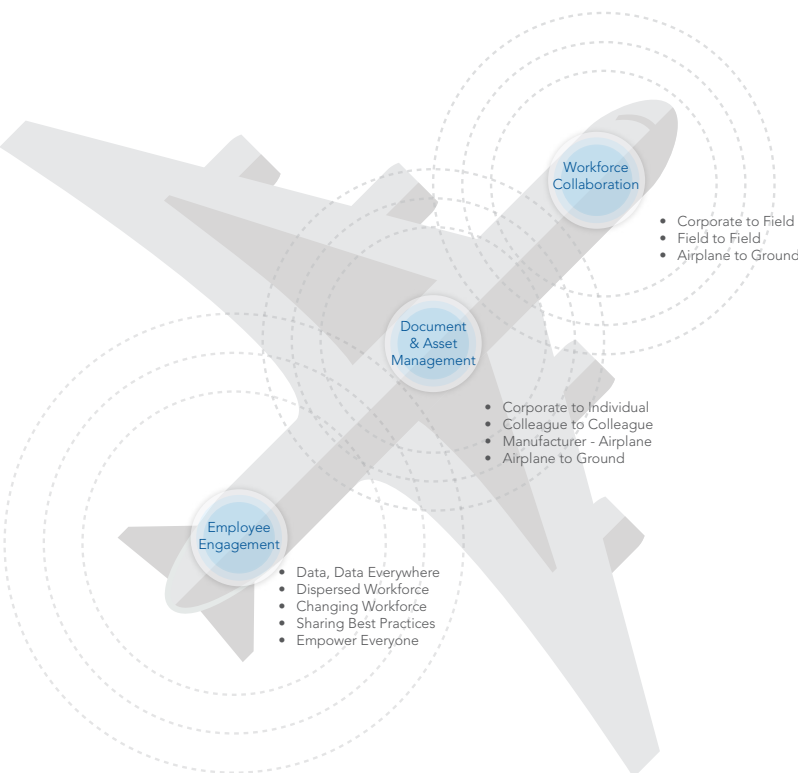 Workforce
Collaboration
• Corporate to Field
• Field to Field
• Airplane to Ground
Document
& Asset
Management
• Corporate to Individual
• Colleague to Colleague
• Manufacturer - Airplane
• Airplane to Ground
Employee
Engagement
• Data, Data Everywhere
• Dispersed Workforce
• Changing Workforce
• Sharing Best Practices
• Empower Everyone